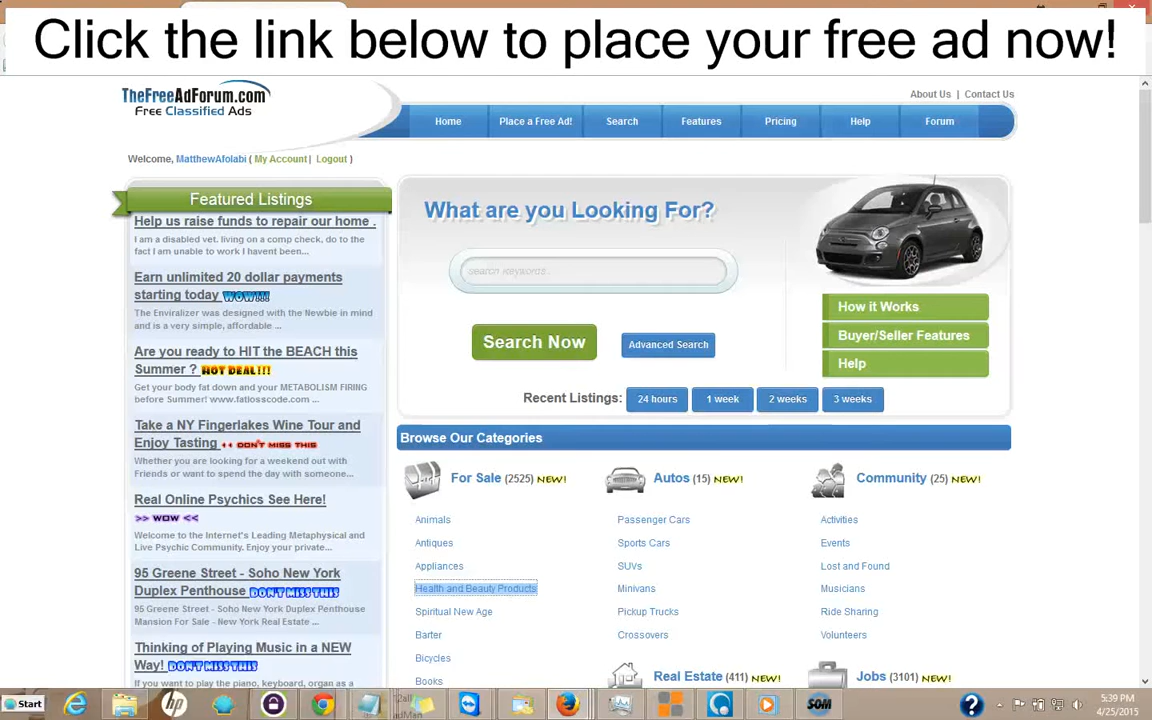 Click the link below to place your free ad now!
TheFreeAdForum.com
Free Classified Ads
About Us | Contact Us
Home
Place a Free Ad!
Search
Features
Pricing
Help
Forum
Welcome, MatthewAfolabi ( My Account | Logout )
Featured Listings
Help us raise funds to repair our home .
I am a disabled vet. living on a comp check, do to the
fact I am unable to work I havent been...
Earn unlimited 20 dollar payments
starting today WOW!!!
The Enviralizer was designed with the Newbie in mind
and is a very simple, affordable ...
Are you ready to HIT the BEACH this
Summer ? HOT DEAL!!!
Get your body fat down and your METABOLISM FIRING
before Summer! www.fatlosscode.com ...
Take a NY Fingerlakes Wine Tour and
Enjoy Tasting DON'T MISS THIS
Whether you are looking for a weekend out with
Friends or want to spend the day with someone...
Real Online Psychics See Here!
>> WOW <<
Welcome to the Internet's Leading Metaphysical and
Live Psychic Community. Enjoy your private...
95 Greene Street - Soho New York
Duplex Penthouse DON'T MISS THIS
95 Greene Street - Soho New York Duplex Penthouse
Mansion For Sale - New York Real Estate ...
Thinking of Playing Music in a NEW
Way! DON'T MISS THIS
If you want to play the piano, keyboard, organ as a
What are you Looking For?
search keywords..
Search Now
Advanced Search
How it Works
Buyer/Seller Features
Help
Recent Listings:
24 hours
1 week
2 weeks
3 weeks
Browse Our Categories
For Sale (2525) NEW!
Animals
Antiques
Appliances
Health and Beauty Products
Spiritual New Age
Barter
Bicycles
Books
Autos (15) NEW!
Passenger Cars
Sports Cars
SUVs
Minivans
Pickup Trucks
Crossovers
Real Estate (411) NEW!
Community (25) NEW!
Activities
Events
Lost and Found
Musicians
Ride Sharing
Volunteers
Jobs (3101) NEW!
Start
hp
SOM
5:39 PM
4/25/2015